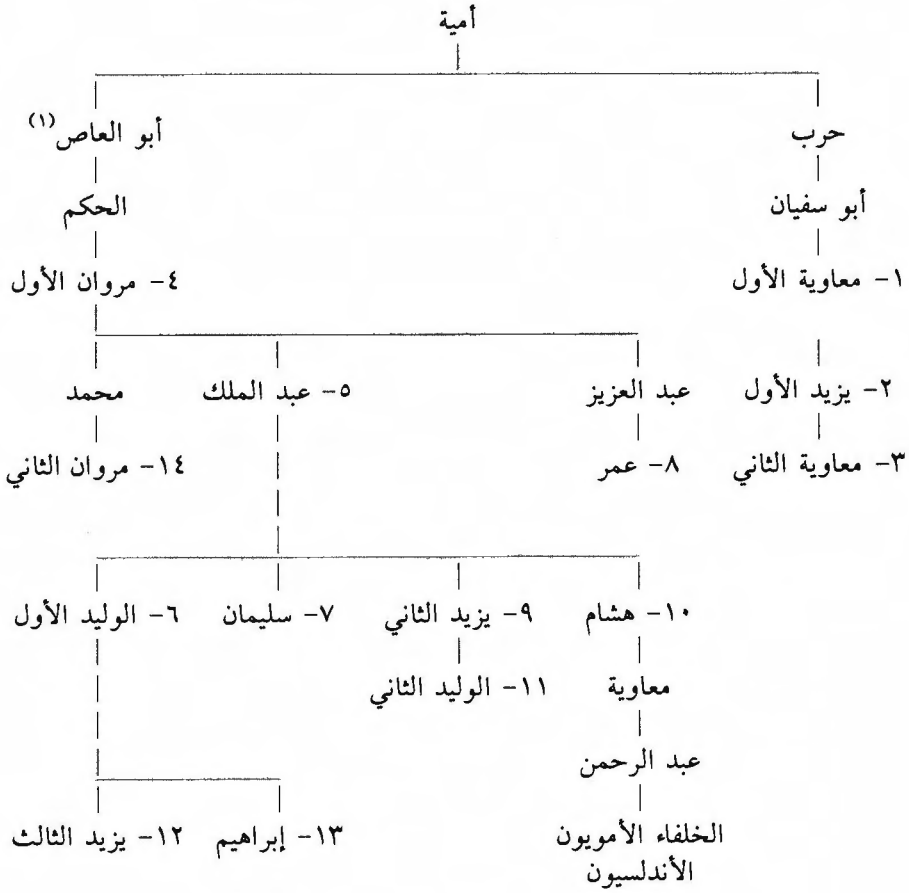 أمية
حرب
أبو العاص (١)
أبو سفيان
الحكم
١- معاوية الأول
٤- مروان الأول
٢- يزيد الأول
عبد العزيز
٥- عبد الملك
محمد
٣- معاوية الثاني
٨- عمر
١٤- مروان الثاني
١٠- هشام
٩- يزيد الثاني
٧- سليمان
٦- الوليد الأول
معاوية
١١- الوليد الثاني
عبد الرحمن
الخلفاء الأمويون
الأندلسيون
١٣- إبراهيم
١٢- يزيد الثالث